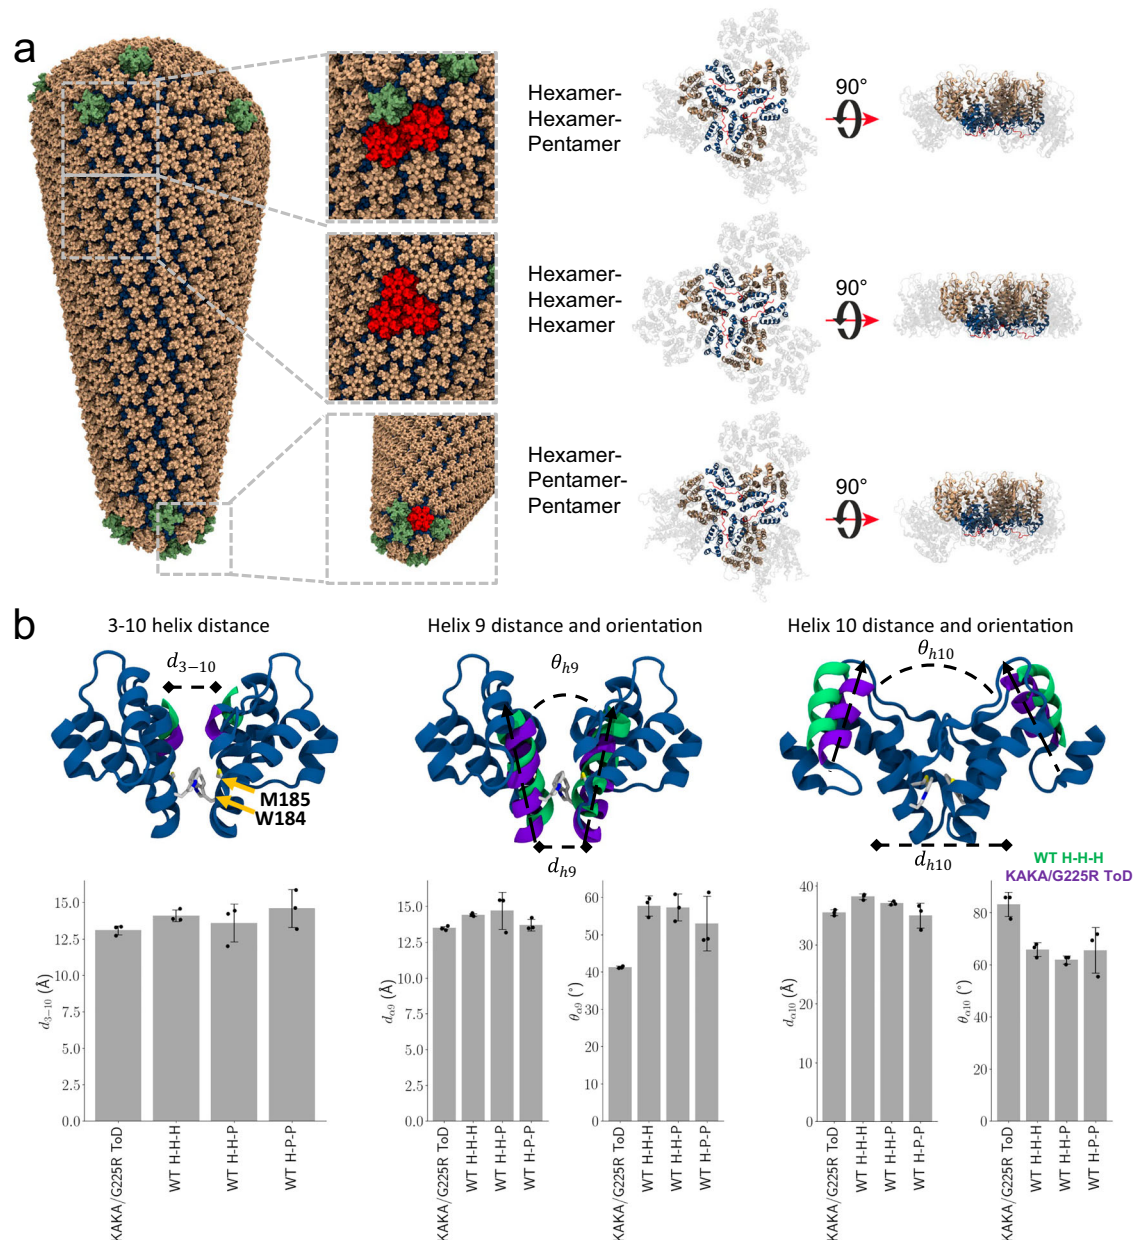 a
Hexamer-
Hexamer-
Pentamer
90°
Hexamer-
Hexamer-
Hexamer
90°
Hexamer-
Pentamer-
Pentamer
90°
b
3-10 helix distance
Helix 9 distance and orientation
Helix 10 distance and orientation
d3−10
θh9
θh10
M185
W184
dh9
dh10
WT H-H-H
KAKA/G225R ToD
d3−10 (Å)
15.0
12.5
10.0
7.5
5.0
2.5
0.0
KAKA/G225R ToD
WT H-H-H
WT H-H-P
WT H-P-P
dα9 (Å)
15.0
12.5
10.0
7.5
5.0
2.5
0.0
KAKA/G225R ToD
WT H-H-H
WT H-H-P
WT H-P-P
θα9 (°)
60
50
40
30
20
10
0
KAKA/G225R ToD
WT H-H-H
WT H-H-P
WT H-P-P
dα10 (Å)
40
30
20
10
0
KAKA/G225R ToD
WT H-H-H
WT H-H-P
WT H-P-P
θα10 (°)
80
60
40
20
0
KAKA/G225R ToD
WT H-H-H
WT H-H-P
WT H-P-P